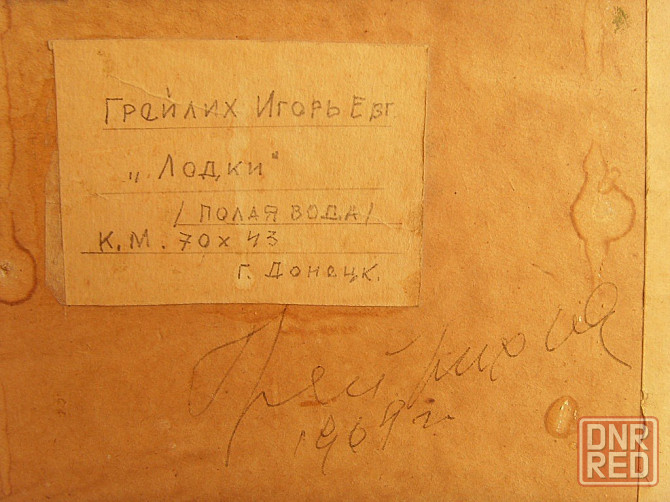 Грейлих Игорь Евг.
„Лодки"
/ ПОЛАЯ ВОДА /
К.М. 70 x 43
г. Донецк.
Грейлих
1969 г
DNR
RED